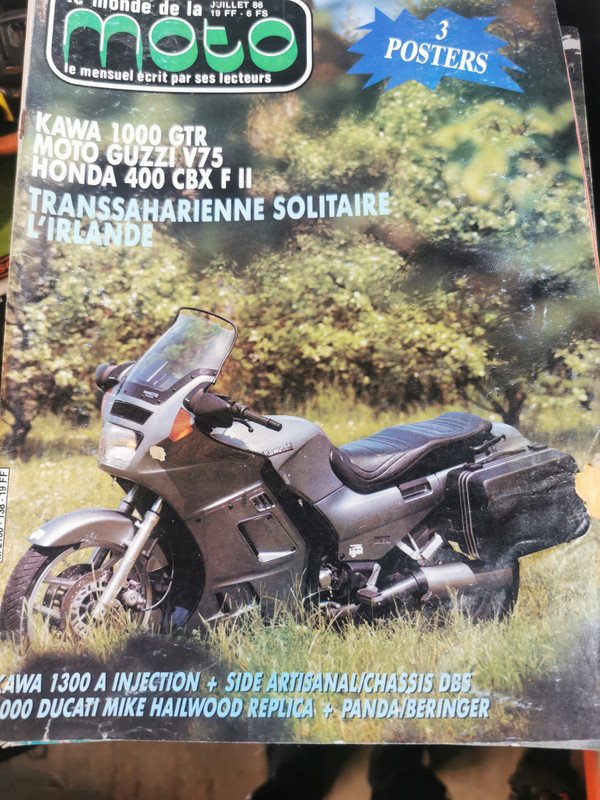 le monde de la
JUILLET 86
19 FF - 6 FS
moto
le mensuel écrit par ses lecteurs
3
POSTERS
KAWA 1000 GTR
MOTO GUZZI V75
HONDA 400 CBX F II
TRANSSAHARIENNE SOLITAIRE
L'IRLANDE
Kawasaki
KAWA 1300 A INJECTION + SIDE ARTISANAL/CHASSIS DBS
1000 DUCATI MIKE HAILWOOD REPLICA + PANDA/BERINGER